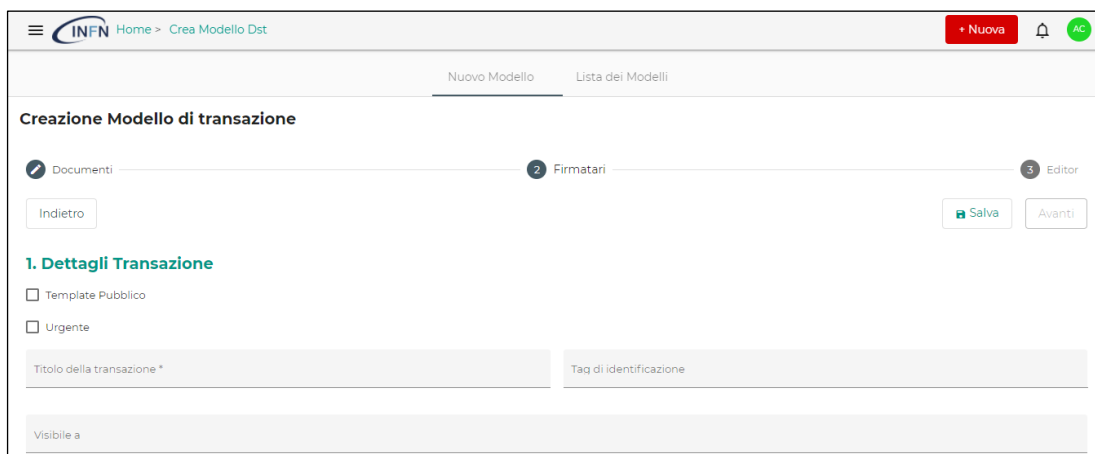 INFN Home > Crea Modello Dst + Nuova AC
Nuovo Modello Lista dei Modelli
Creazione Modello di transazione
Documenti 2 Firmatari 3 Editor
Indietro Salva Avanti
1. Dettagli Transazione
Template Pubblico
Urgente
Titolo della transazione * Tag di identificazione
Visibile a